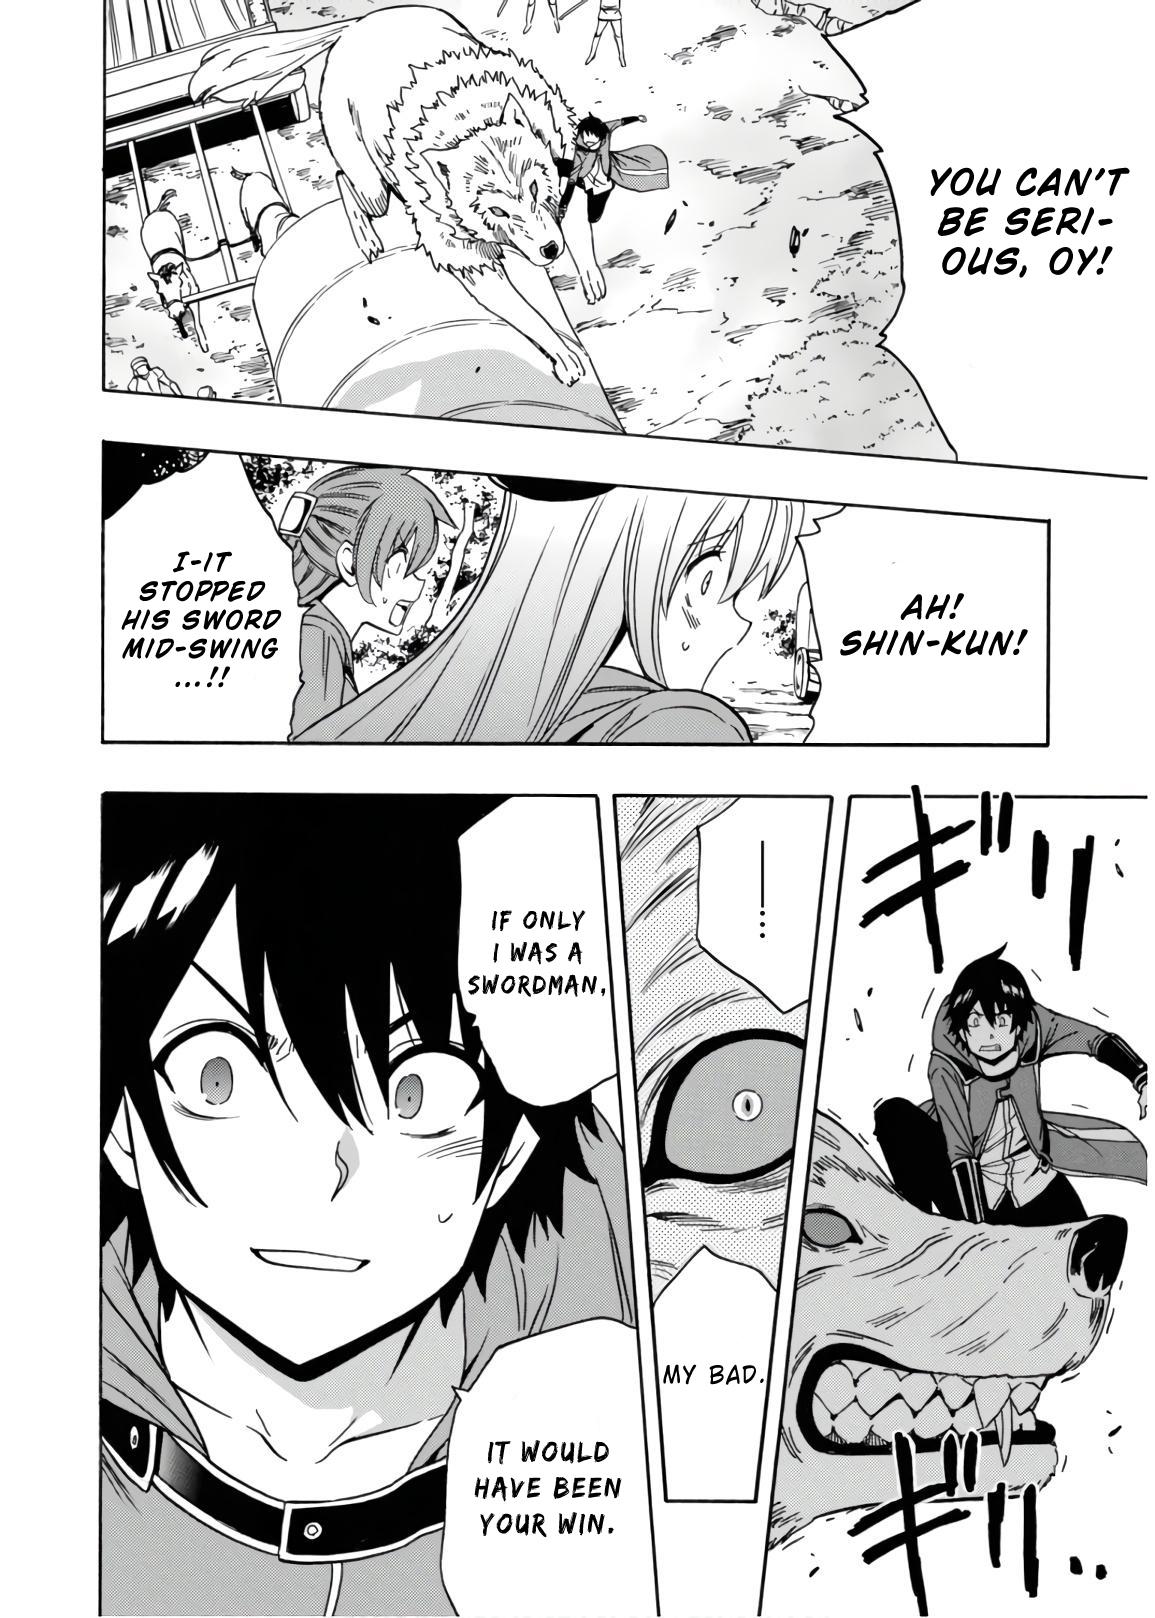 YOU CAN'T
BE SERI-
OUS, OY!
AH!
SHIN-KUN!
I-IT
STOPPED
HIS SWORD
MID-SWING
...!!
ギリ
ギリ..
—...
MY BAD.
IF ONLY
I WAS A
SWORDMAN,
IT WOULD
HAVE BEEN
YOUR WIN.